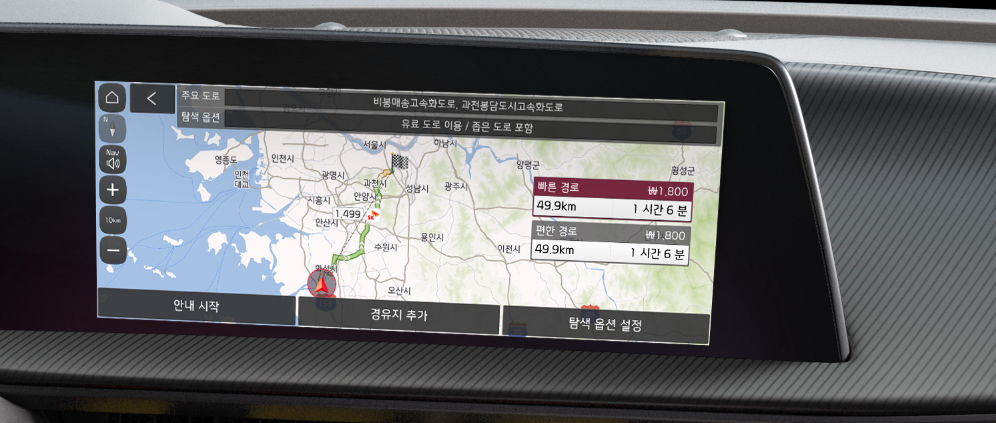 주요 도로
비봉매송고속화도로, 과천봉담도시고속화도로
탐색 옵션
유료 도로 이용 / 좁은 도로 포함
N
Nav
+
10km
−
서울시
하남시
양평군
횡성군
영종도
인천시
인천
대교
광명시
과천시
성남시
광주시
시흥시
안양시
1,499
SK
안산시
수원시
용인시
이천시
화성시
오산시
빠른 경로 ₩1,800
49.9km 1 시간 6 분
편한 경로 ₩1,800
49.9km 1 시간 6 분
안내 시작
경유지 추가
탐색 옵션 설정